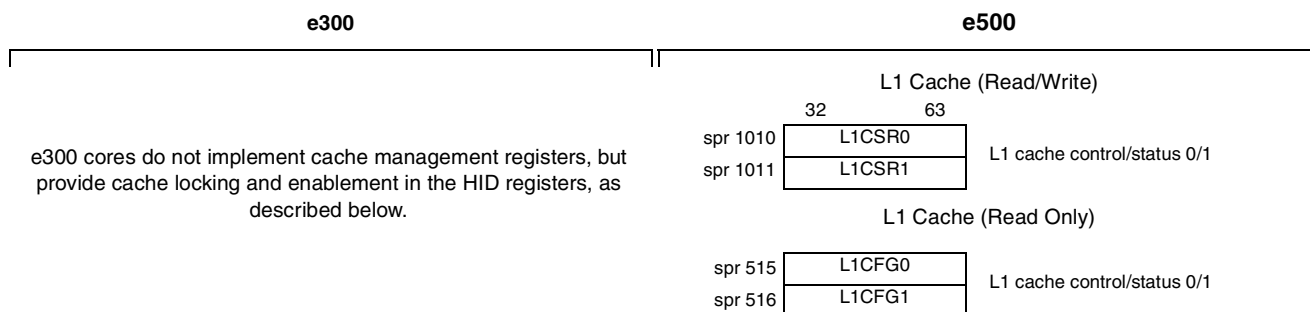 e300
e500
e300 cores do not implement cache management registers, but
provide cache locking and enablement in the HID registers, as
described below.
L1 Cache (Read/Write)
32 63
spr 1010 L1CSR0
L1 cache control/status 0/1
spr 1011 L1CSR1
L1 Cache (Read Only)
spr 515 L1CFG0
L1 cache control/status 0/1
spr 516 L1CFG1